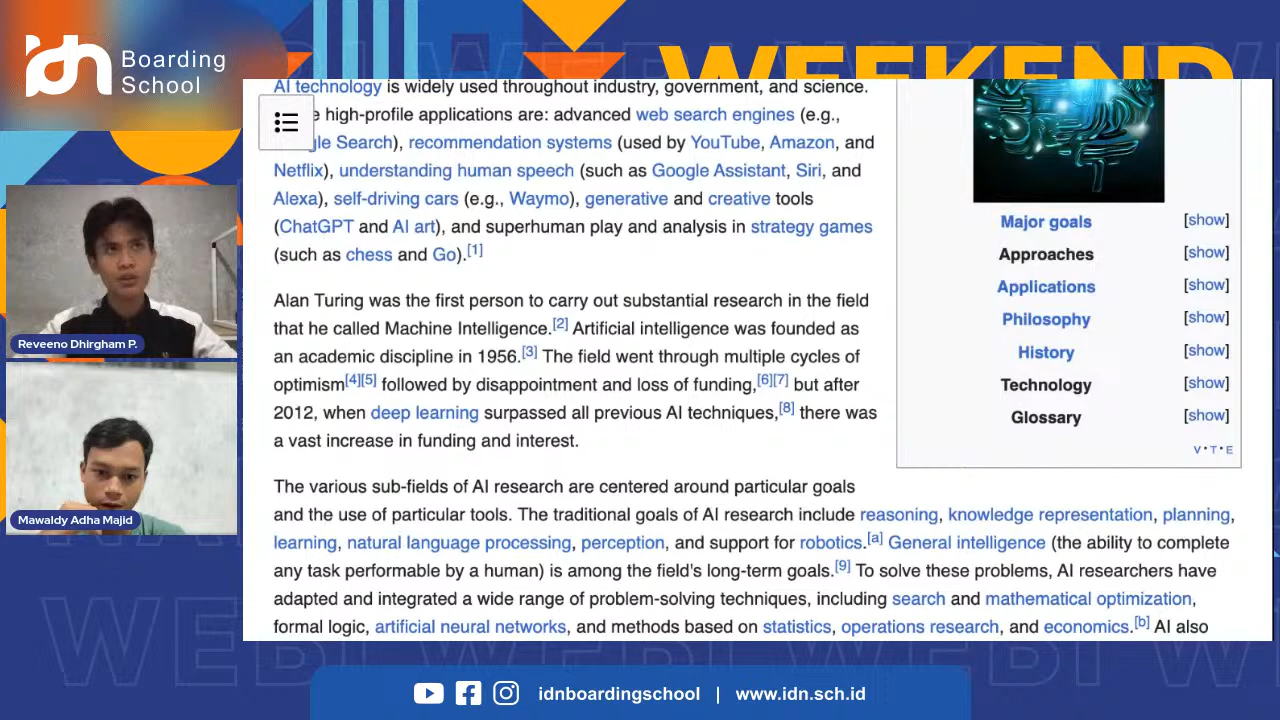 idn Boarding
School
WEEKEND
AI technology is widely used throughout industry, government, and science.
high-profile applications are: advanced web search engines (e.g.,
Search), recommendation systems (used by YouTube, Amazon, and
Netflix), understanding human speech (such as Google Assistant, Siri, and
Alexa), self-driving cars (e.g., Waymo), generative and creative tools
(ChatGPT and AI art), and superhuman play and analysis in strategy games
(such as chess and Go).[1]
Alan Turing was the first person to carry out substantial research in the field
that he called Machine Intelligence.[2] Artificial intelligence was founded as
an academic discipline in 1956.[3] The field went through multiple cycles of
optimism[4][5] followed by disappointment and loss of funding,[6][7] but after
2012, when deep learning surpassed all previous AI techniques,[8] there was
a vast increase in funding and interest.
The various sub-fields of AI research are centered around particular goals
and the use of particular tools. The traditional goals of AI research include reasoning, knowledge representation, planning,
learning, natural language processing, perception, and support for robotics.[a] General intelligence (the ability to complete
any task performable by a human) is among the field's long-term goals.[9] To solve these problems, AI researchers have
adapted and integrated a wide range of problem-solving techniques, including search and mathematical optimization,
formal logic, artificial neural networks, and methods based on statistics, operations research, and economics.[b] AI also
Major goals [show]
Approaches [show]
Applications [show]
Philosophy [show]
History [show]
Technology [show]
Glossary [show]
V·T·E
Reveeno Dhirgham P.
Mawaldy Adha Majid
idnboardingschool | www.idn.sch.id